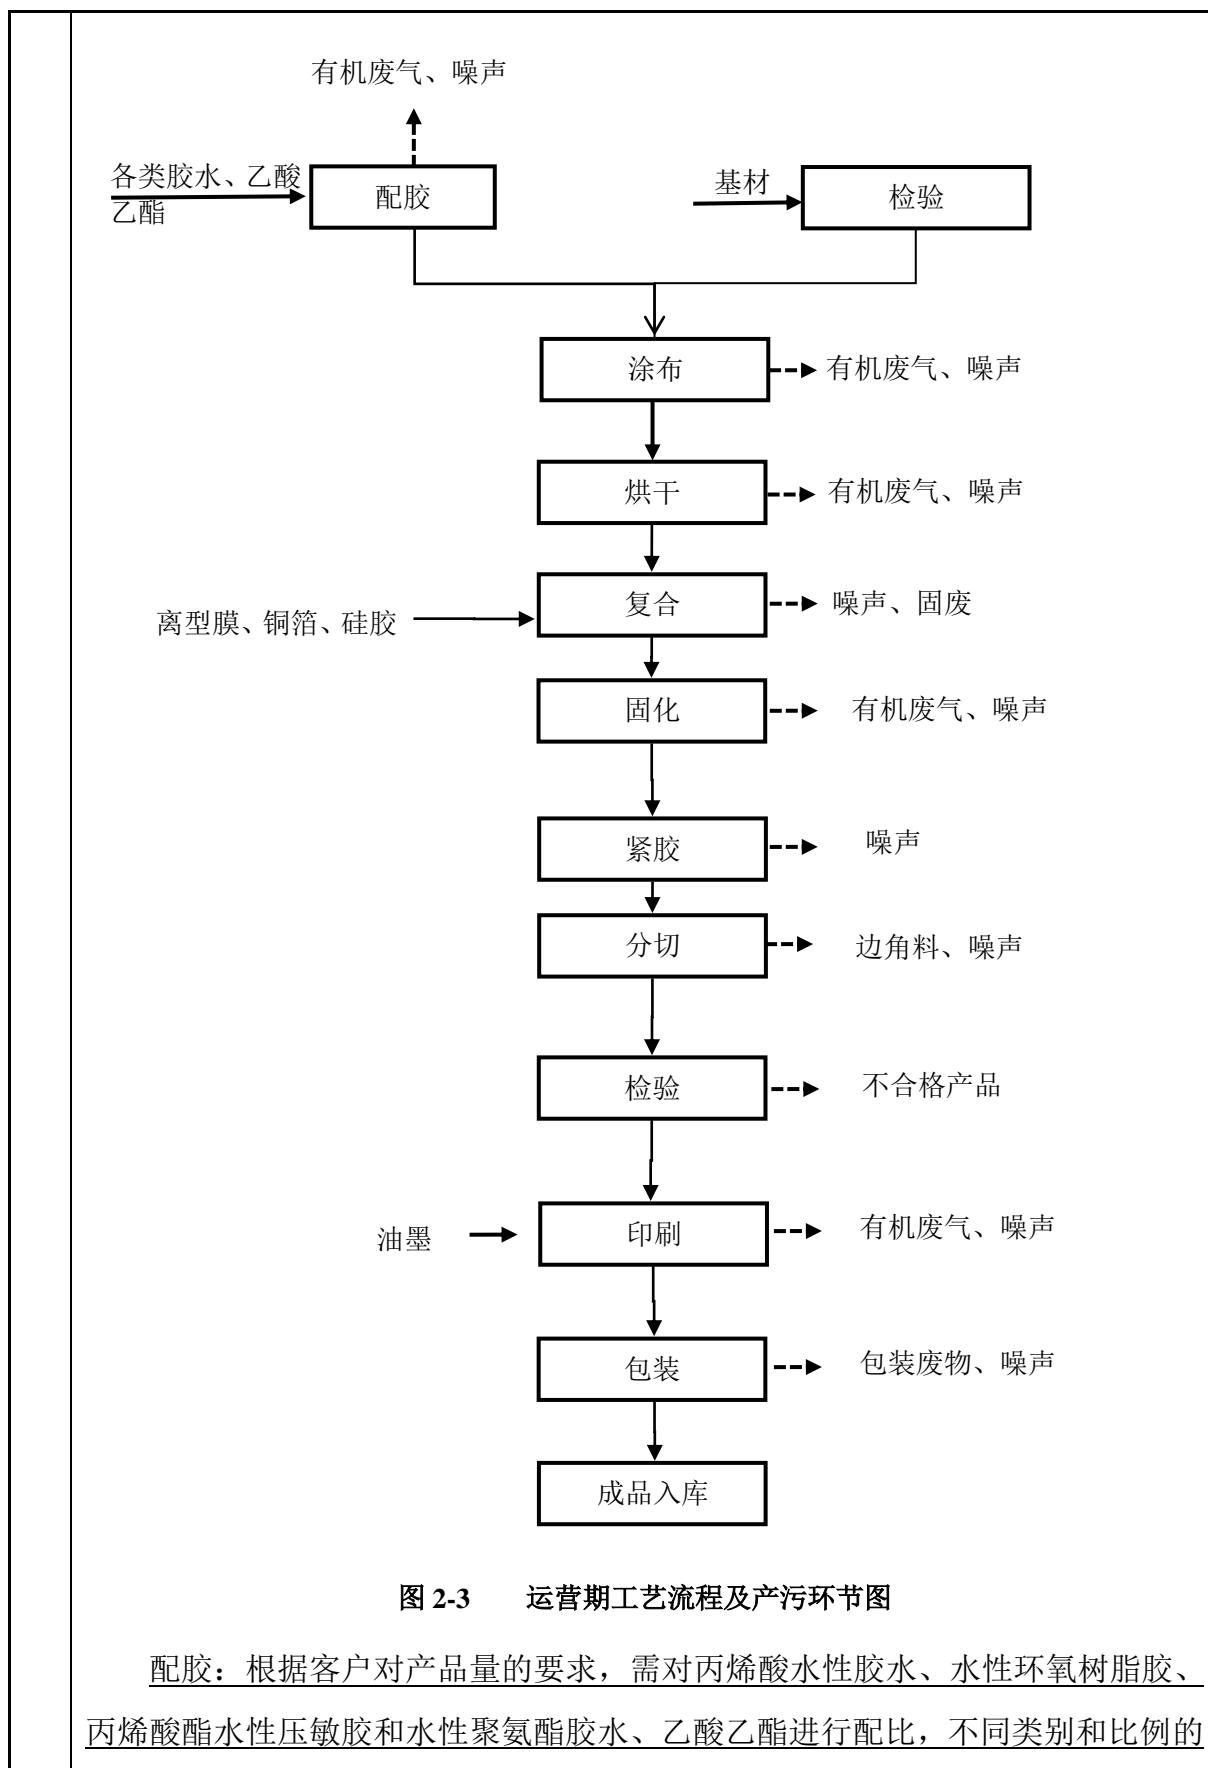 有机废气、噪声
各类胶水、乙酸
乙酯
配胶
基材
检验
涂布
有机废气、噪声
烘干
有机废气、噪声
复合
噪声、固废
离型膜、铜箔、硅胶
固化
有机废气、噪声
紧胶
噪声
分切
边角料、噪声
检验
不合格产品
油墨
印刷
有机废气、噪声
包装
包装废物、噪声
成品入库
图 2-3 运营期工艺流程及产污环节图
配胶：根据客户对产品量的要求，需对丙烯酸水性胶水、水性环氧树脂胶、
丙烯酸酯水性压敏胶和水性聚氨酯胶水、乙酸乙酯进行配比，不同类别和比例的